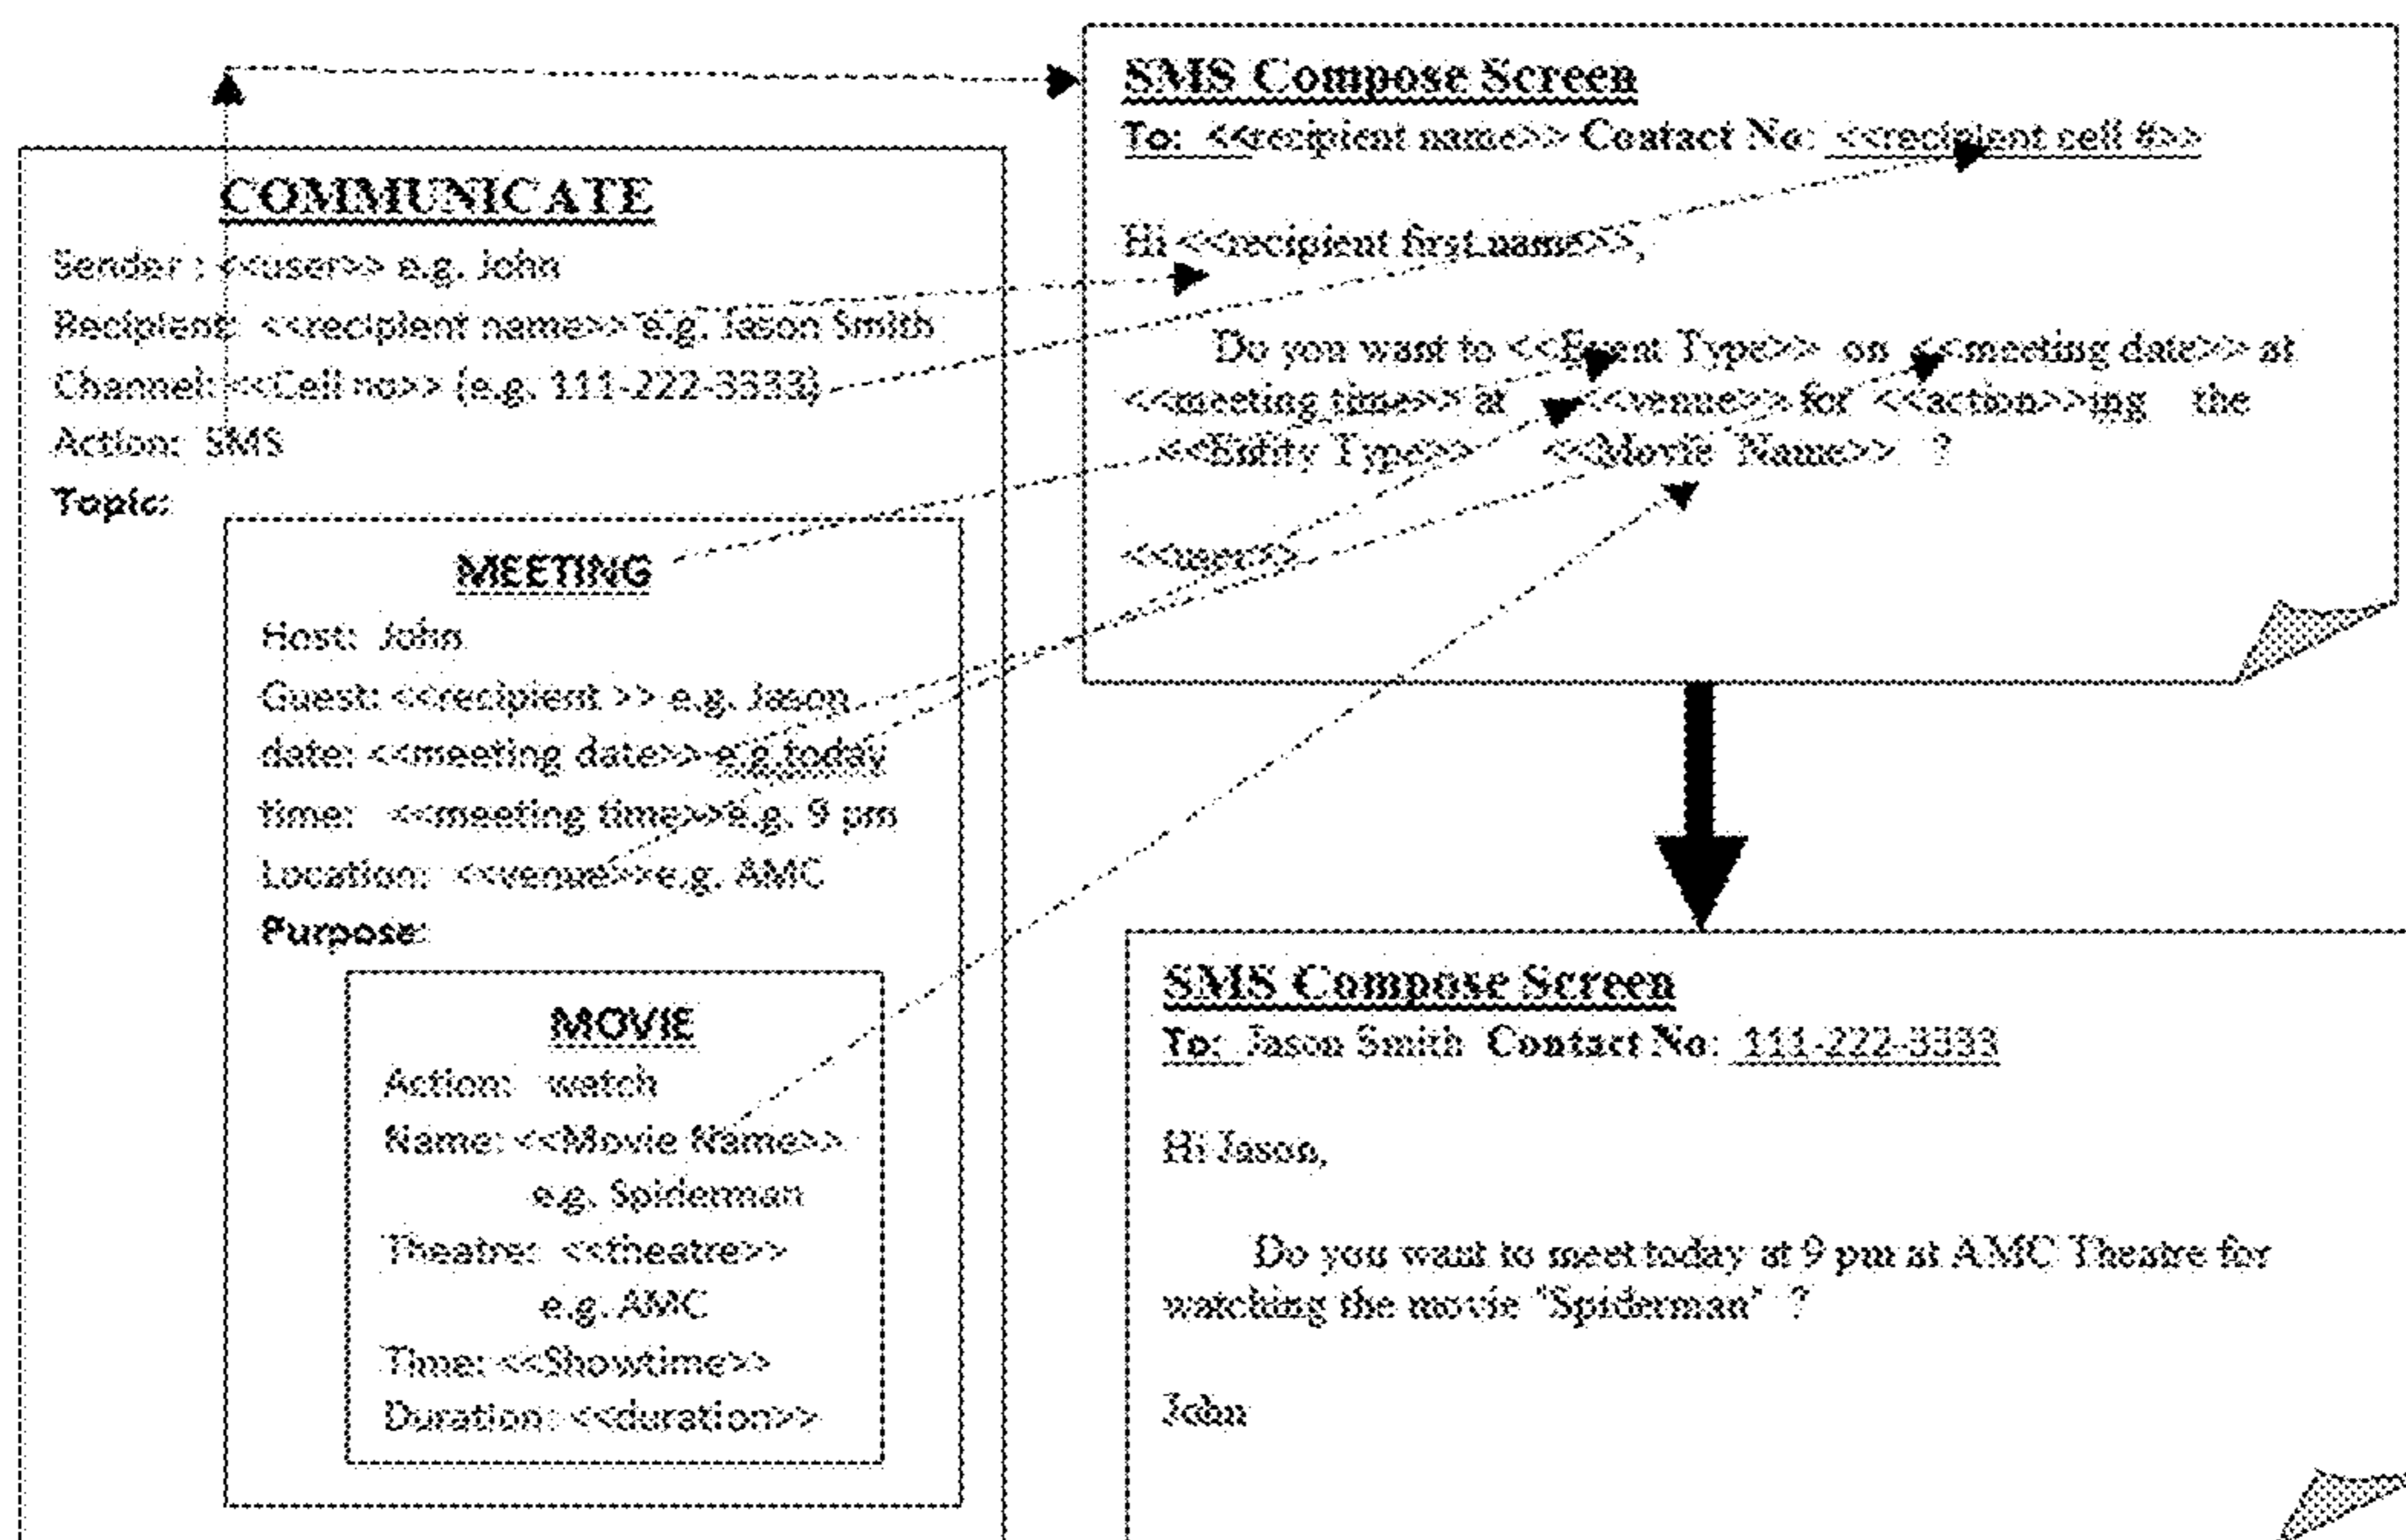 COMMUNICATE
Sender : <<user>> e.g. John
Recipient: <<recipient name>> e.g. Jason Smith
Channel: <<Cell no>> (e.g. 111-222-3333)
Action: SMS
Topic:
MEETING
Host: John
Guest: <<recipient >> e.g. Jason
date: <<meeting date>> e.g.today
time: <<meeting time>>e.g. 9 pm
Location: <<venue>>e.g. AMC
Purpose:
MOVIE
Action: watch
Name: <<Movie Name>>
e.g. Spiderman
Theatre: <<theatre>>
e.g. AMC
Time: <<Showtime>>
Duration: <<duration>>
SMS Compose Screen
To: <<recipient name>> Contact No: <<recipient cell #>>
Hi <<recipient first name>>,
Do you want to <<Event Type>> on <<meeting date>> at
<<meeting time>> at <<venue>> for <<action>>ing the
<<Entity Type>> <<Movie Name>> ?
<<user>>
SMS Compose Screen
To: Jason Smith Contact No: 111-222-3333
Hi Jason,
Do you want to meet today at 9 pm at AMC Theatre for
watching the movie "Spiderman" ?
John